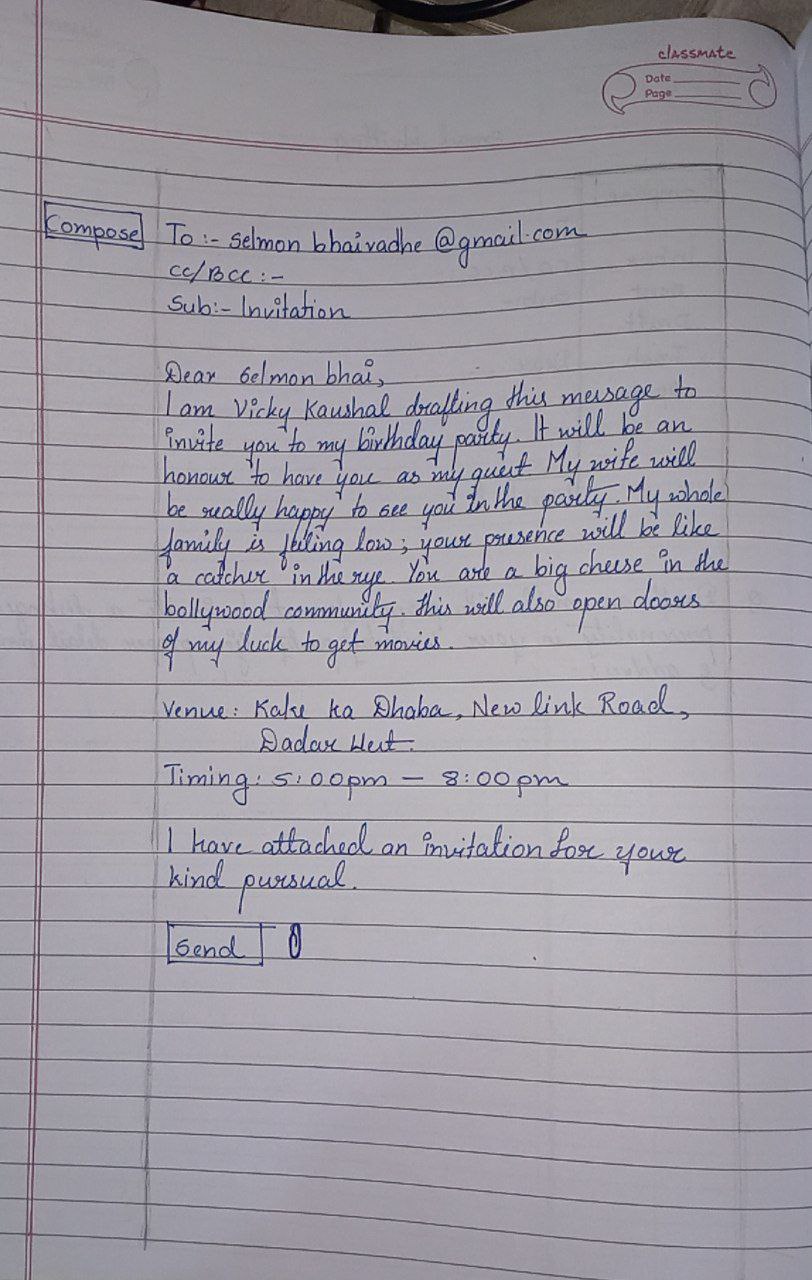 classmate
Date
Page
Compose To :- Selmon bhaivadhe @gmail.com
CC/BCC :-
Sub:- Invitation
Dear Selmon bhai,
I am Vicky Kaushal drafting this message to
invite you to my birthday party. It will be an
honour to have you as my guest My wife will
be really happy to see you in the party. My whole
family is feeling low; your presence will be like
a catcher in the rye. You are a big cheese in the
bollywood community. This will also open doors
of my luck to get movies.
Venue: Kake ka Dhaba, New link Road,
Dadar West.
Timing: 5:00pm – 8:00pm
I have attached an invitation for your
kind pursual.
Send